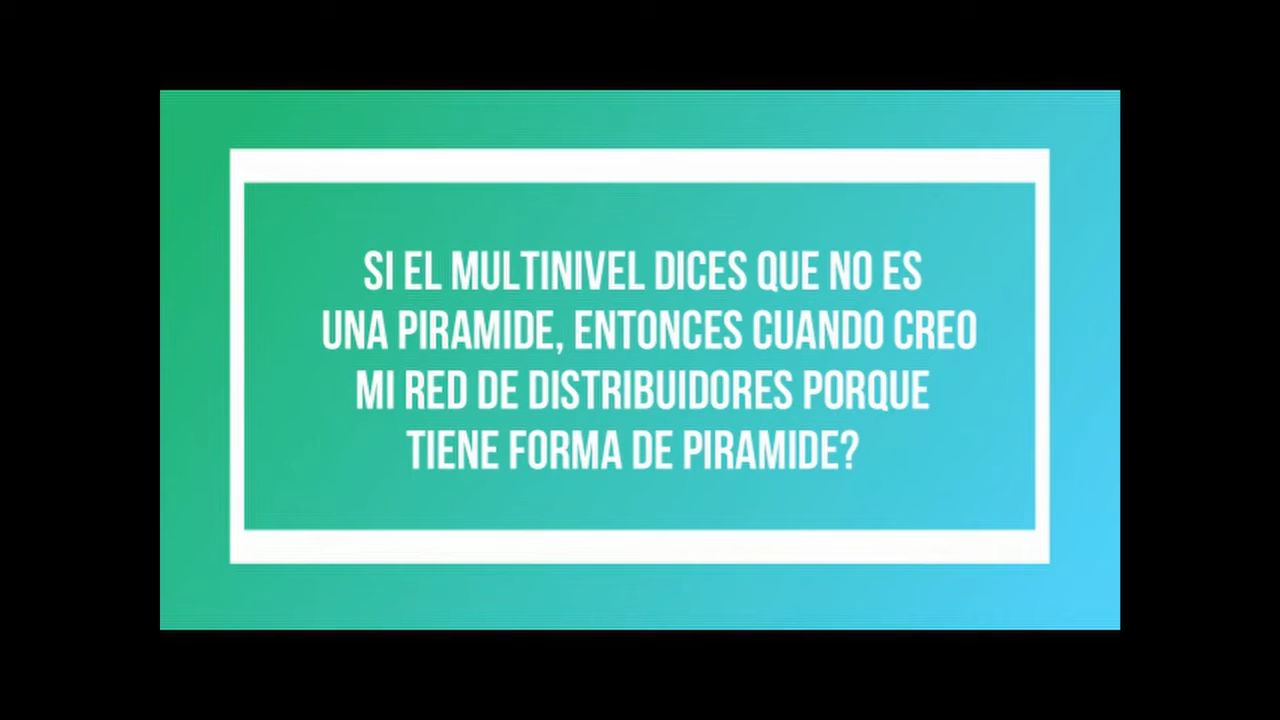 SI EL MULTINIVEL DICES QUE NO ES
UNA PIRAMIDE, ENTONCES CUANDO CREO
MI RED DE DISTRIBUIDORES PORQUE
TIENE FORMA DE PIRAMIDE?